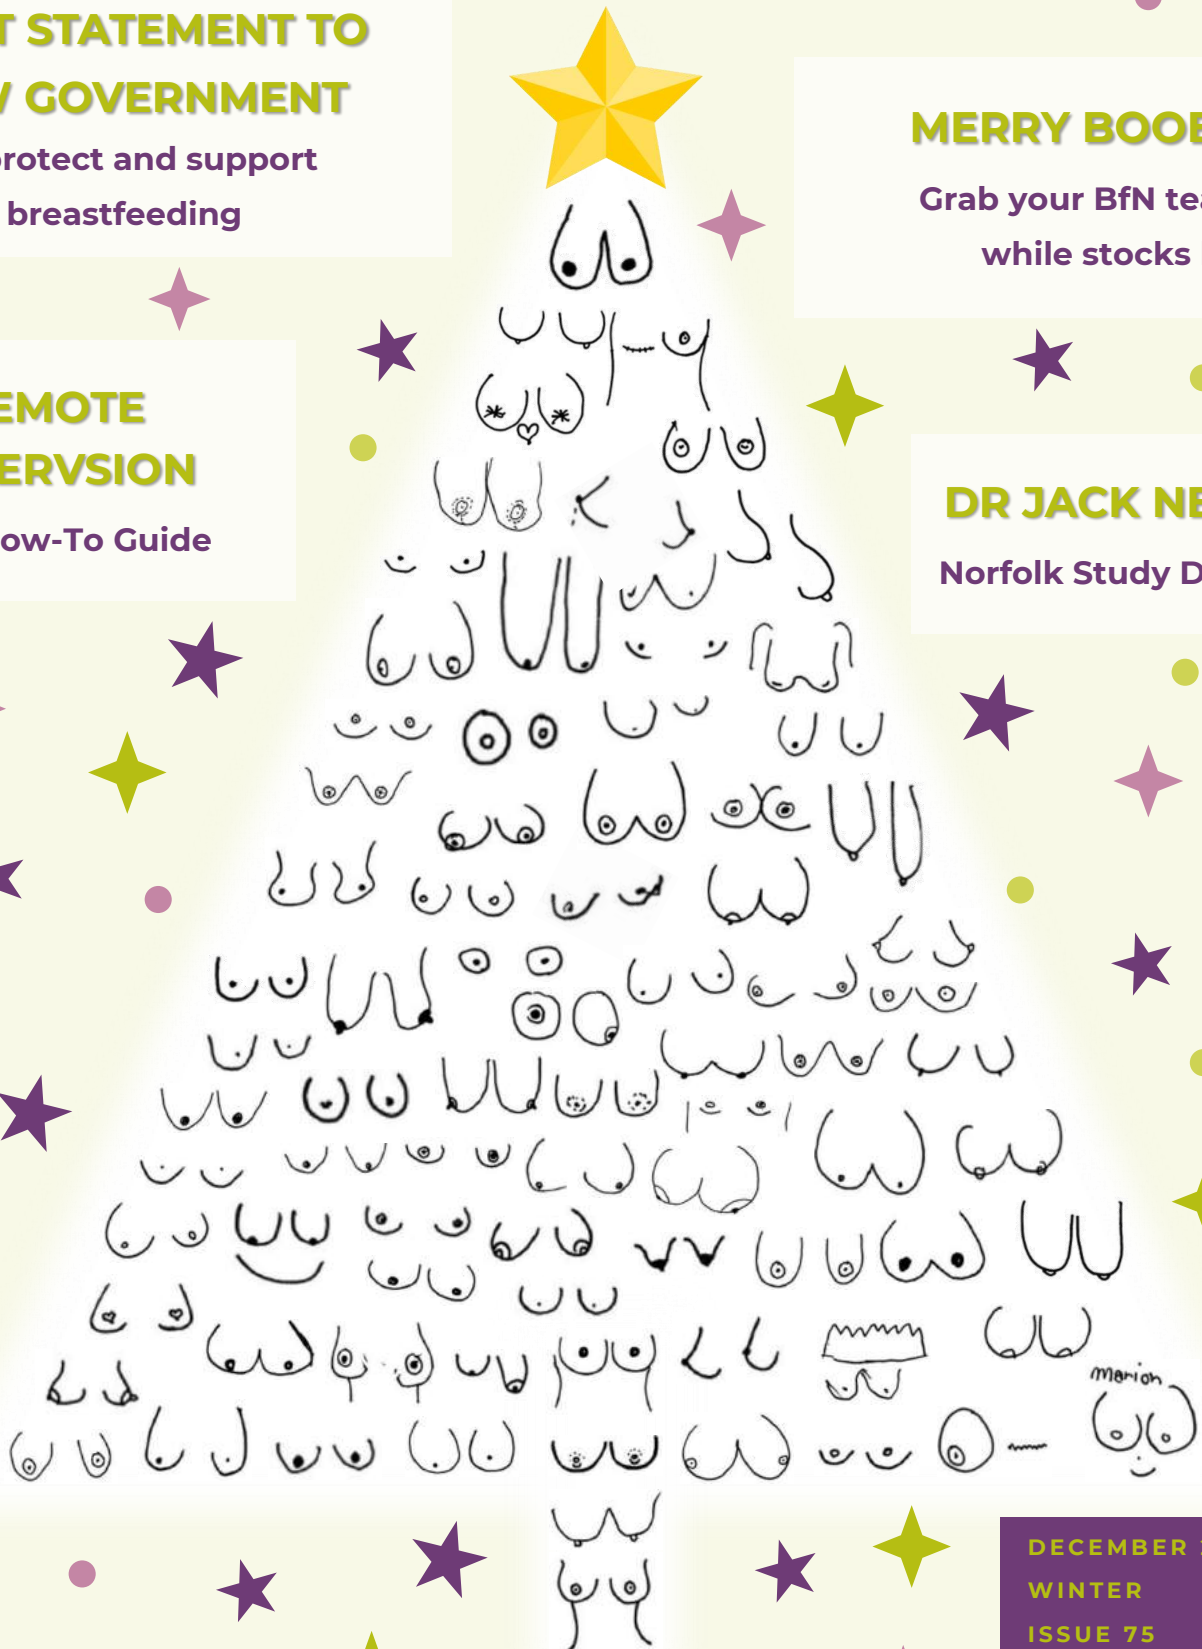 T STATEMENT TO
GOVERNMENT
protect and support
breastfeeding
MERRY BOOB
Grab your BfN tea
while stocks
EMOTE
ERVSION
ow-To Guide
DR JACK NE
Norfolk Study D
marion
DECEMBER
WINTER
ISSUE 75